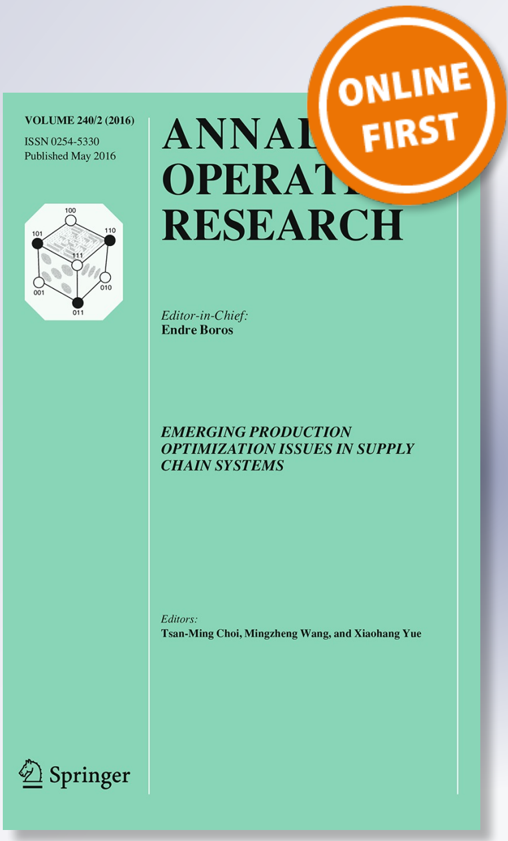 ONLINE
FIRST
VOLUME 240/2 (2016)
ISSN 0254-5330
Published May 2016
RESEARCH
100
101
110
111
001
010
011
Editor-in-Chief:
Endre Boros
EMERGING PRODUCTION
OPTIMIZATION ISSUES IN SUPPLY
CHAIN SYSTEMS
Editors:
Tsan-Ming Choi, Mingzheng Wang, and Xiaohang Yue
Springer